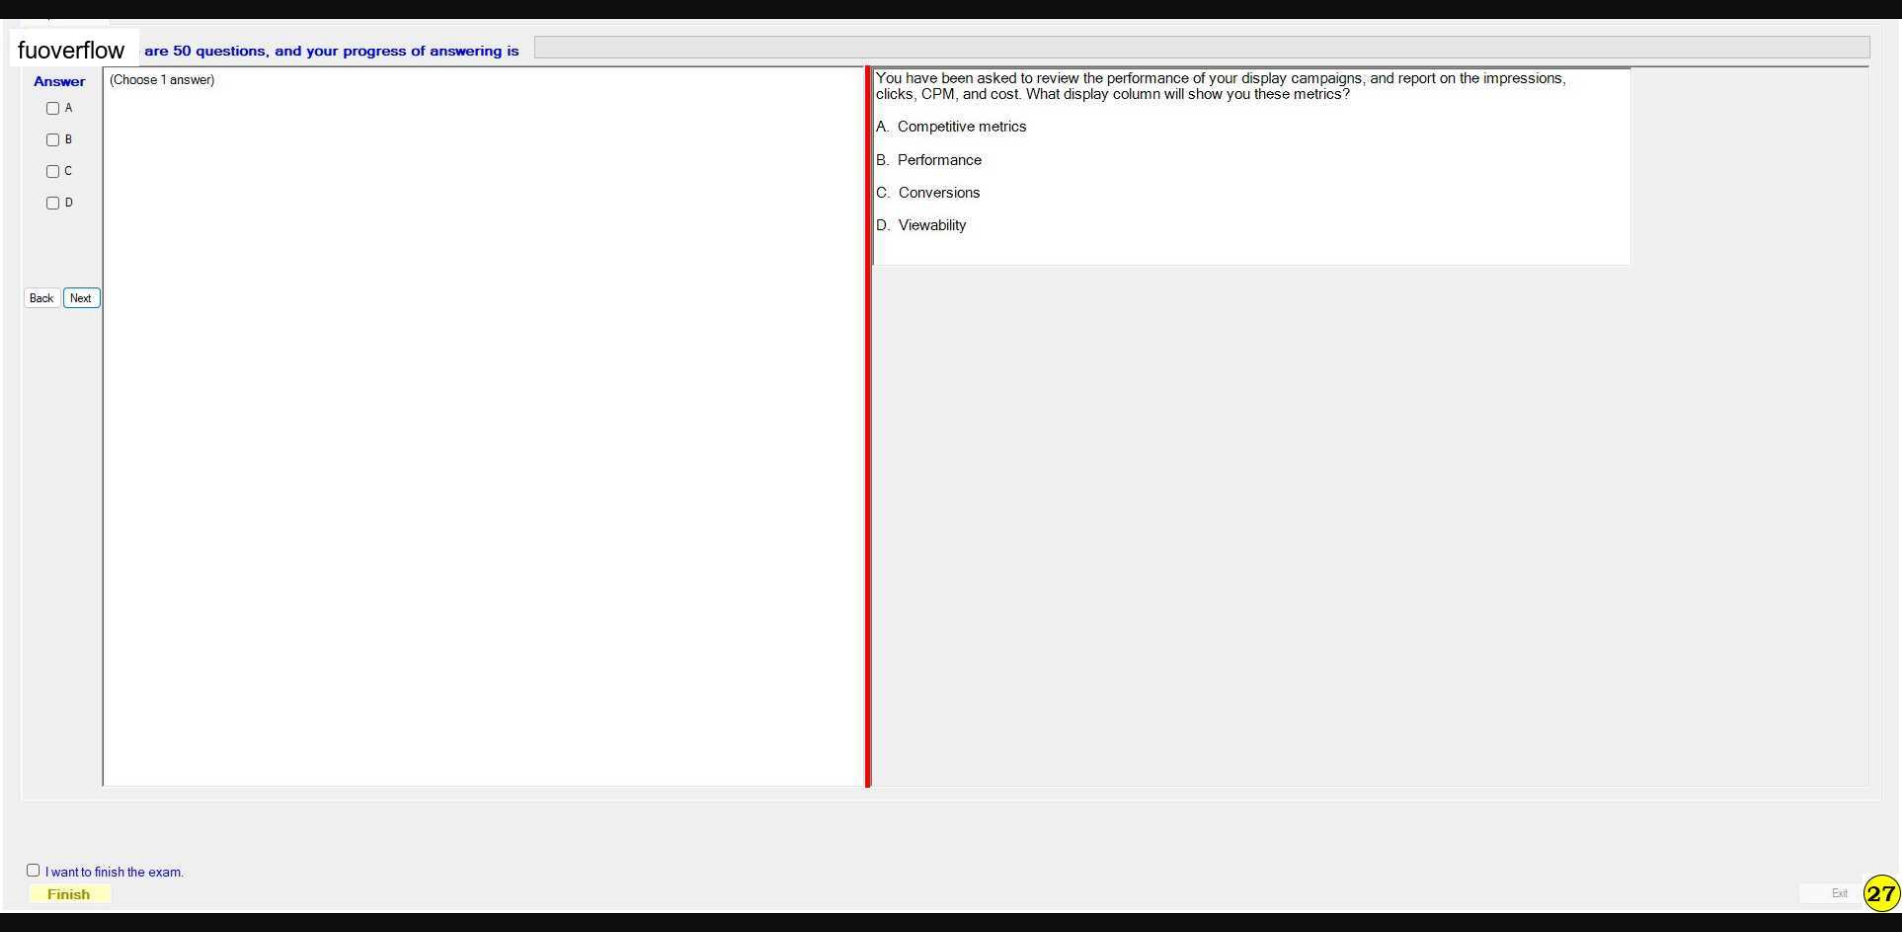 fuoverflow are 50 questions, and your progress of answering is
Answer
A
B
C
D
Back Next
(Choose 1 answer)
You have been asked to review the performance of your display campaigns, and report on the impressions,
clicks, CPM, and cost. What display column will show you these metrics?
A. Competitive metrics
B. Performance
C. Conversions
D. Viewability
I want to finish the exam.
Finish
Exit 27